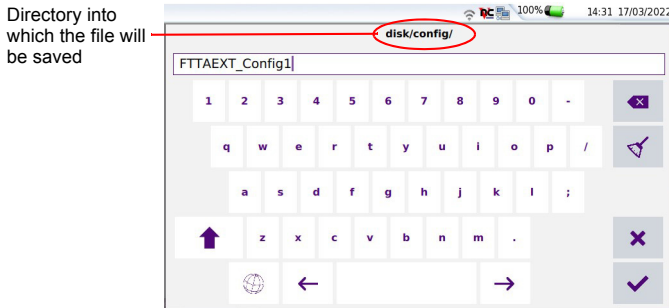 Directory into
which the file will
be saved
100% 14:31 17/03/2022
disk/config/
FTTAEXT_Config1
1 2 3 4 5 6 7 8 9 0 -
q w e r t y u i o p /
a s d f g h j k l ;
z x c v b n m .